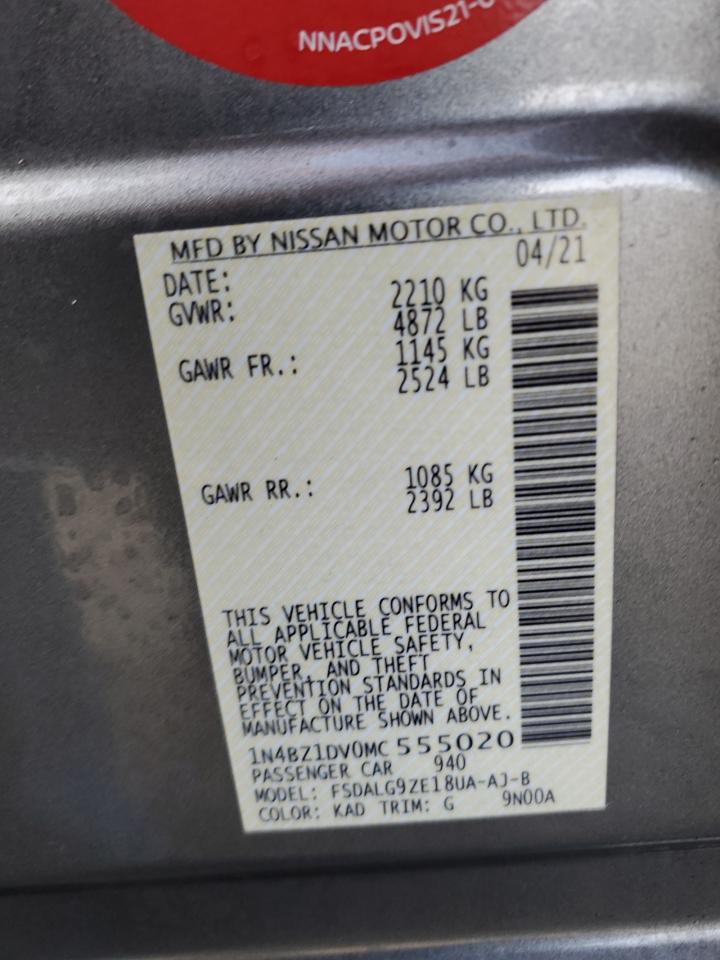 NNACPOVIS21-0
MFD BY NISSAN MOTOR CO., LTD.
DATE: 04/21
GVWR: 2210 KG
4872 LB
GAWR FR.: 1145 KG
2524 LB
GAWR RR.: 1085 KG
2392 LB
THIS VEHICLE CONFORMS TO
ALL APPLICABLE FEDERAL
MOTOR VEHICLE SAFETY,
BUMPER, AND THEFT
PREVENTION STANDARDS IN
EFFECT ON THE DATE OF
MANUFACTURE SHOWN ABOVE.
1N4BZ1DV0MC 555020
PASSENGER CAR 940
MODEL: FSDALG9ZE18UA-AJ-B
COLOR: KAD TRIM: G 9N00A